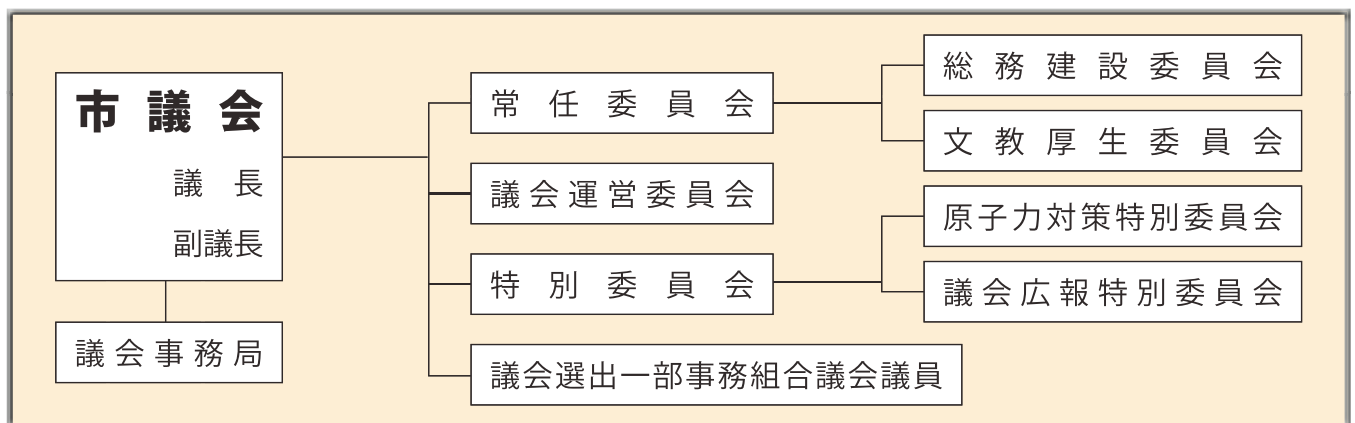 市議会
議長
副議長
議会事務局
常任委員会
議会運営委員会
特別委員会
議会選出一部事務組合議会議員
総務建設委員会
文教厚生委員会
原子力対策特別委員会
議会広報特別委員会